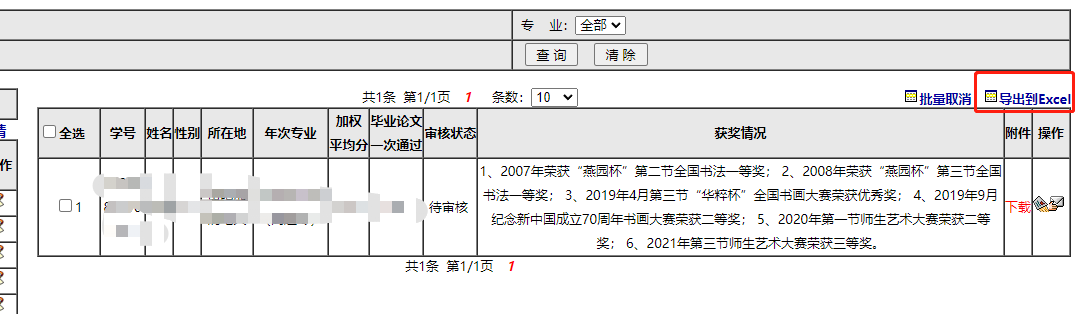 专 业: 全部
查 询 清 除
共1条 第1/1页 1 条数: 10 批量取消 导出到Excel
情
作
全选 学号 姓名 性别 所在地 年次专业 加权平均分 毕业论文一次通过 审核状态 获奖情况 附件 操作
1 待审核
1、2007年荣获“燕园杯”第二节全国书法一等奖; 2、2008年荣获“燕园杯”第三节全国
书法一等奖; 3、2019年4月第三节“华粹杯”全国书画大赛荣获优秀奖; 4、2019年9月
纪念新中国成立70周年书画大赛荣获二等奖; 5、2020年第一节师生艺术大赛荣获二等
奖; 6、2021年第三节师生艺术大赛荣获三等奖。
下载
共1条 第1/1页 1